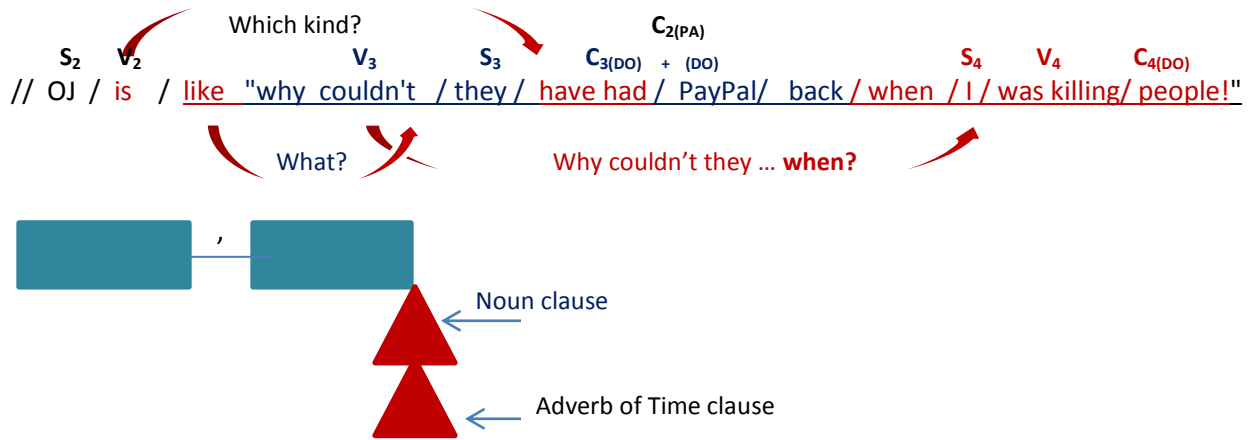 Which kind? C2(PA)
S2 V2 V3 S3 C3(DO) + (DO) S4 V4 C4(DO)
// OJ / is / like "why couldn't / they / have had / PayPal/ back / when / I / was killing/ people!"
What? Why couldn't they ... when?
,
Noun clause
Adverb of Time clause